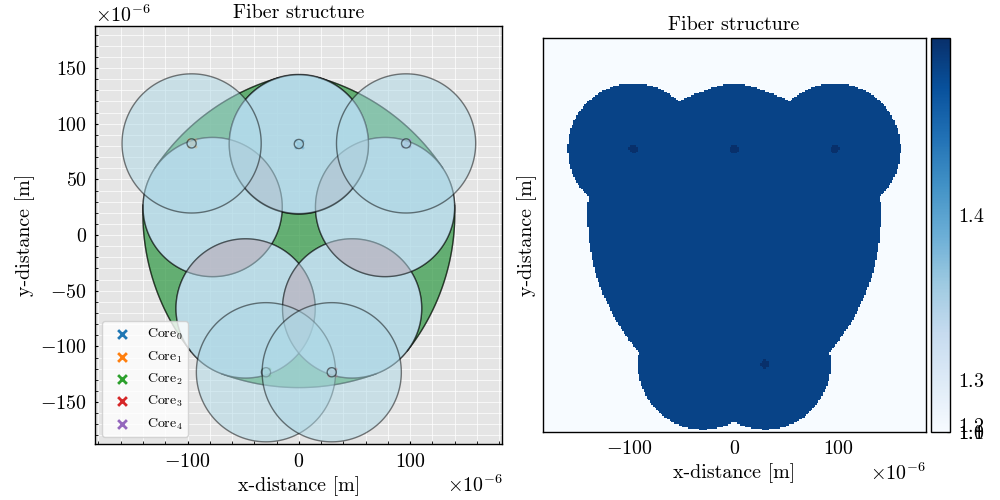 Fiber structure
×10⁻⁶
y-distance [m]
150
100
50
0
−50
−100
−150
Core₀
Core₁
Core₂
Core₃
Core₄
−100 0 100
x-distance [m]
×10⁻⁶
Fiber structure
y-distance [m]
−100 0 100
x-distance [m]
×10⁻⁶
1.4
1.3